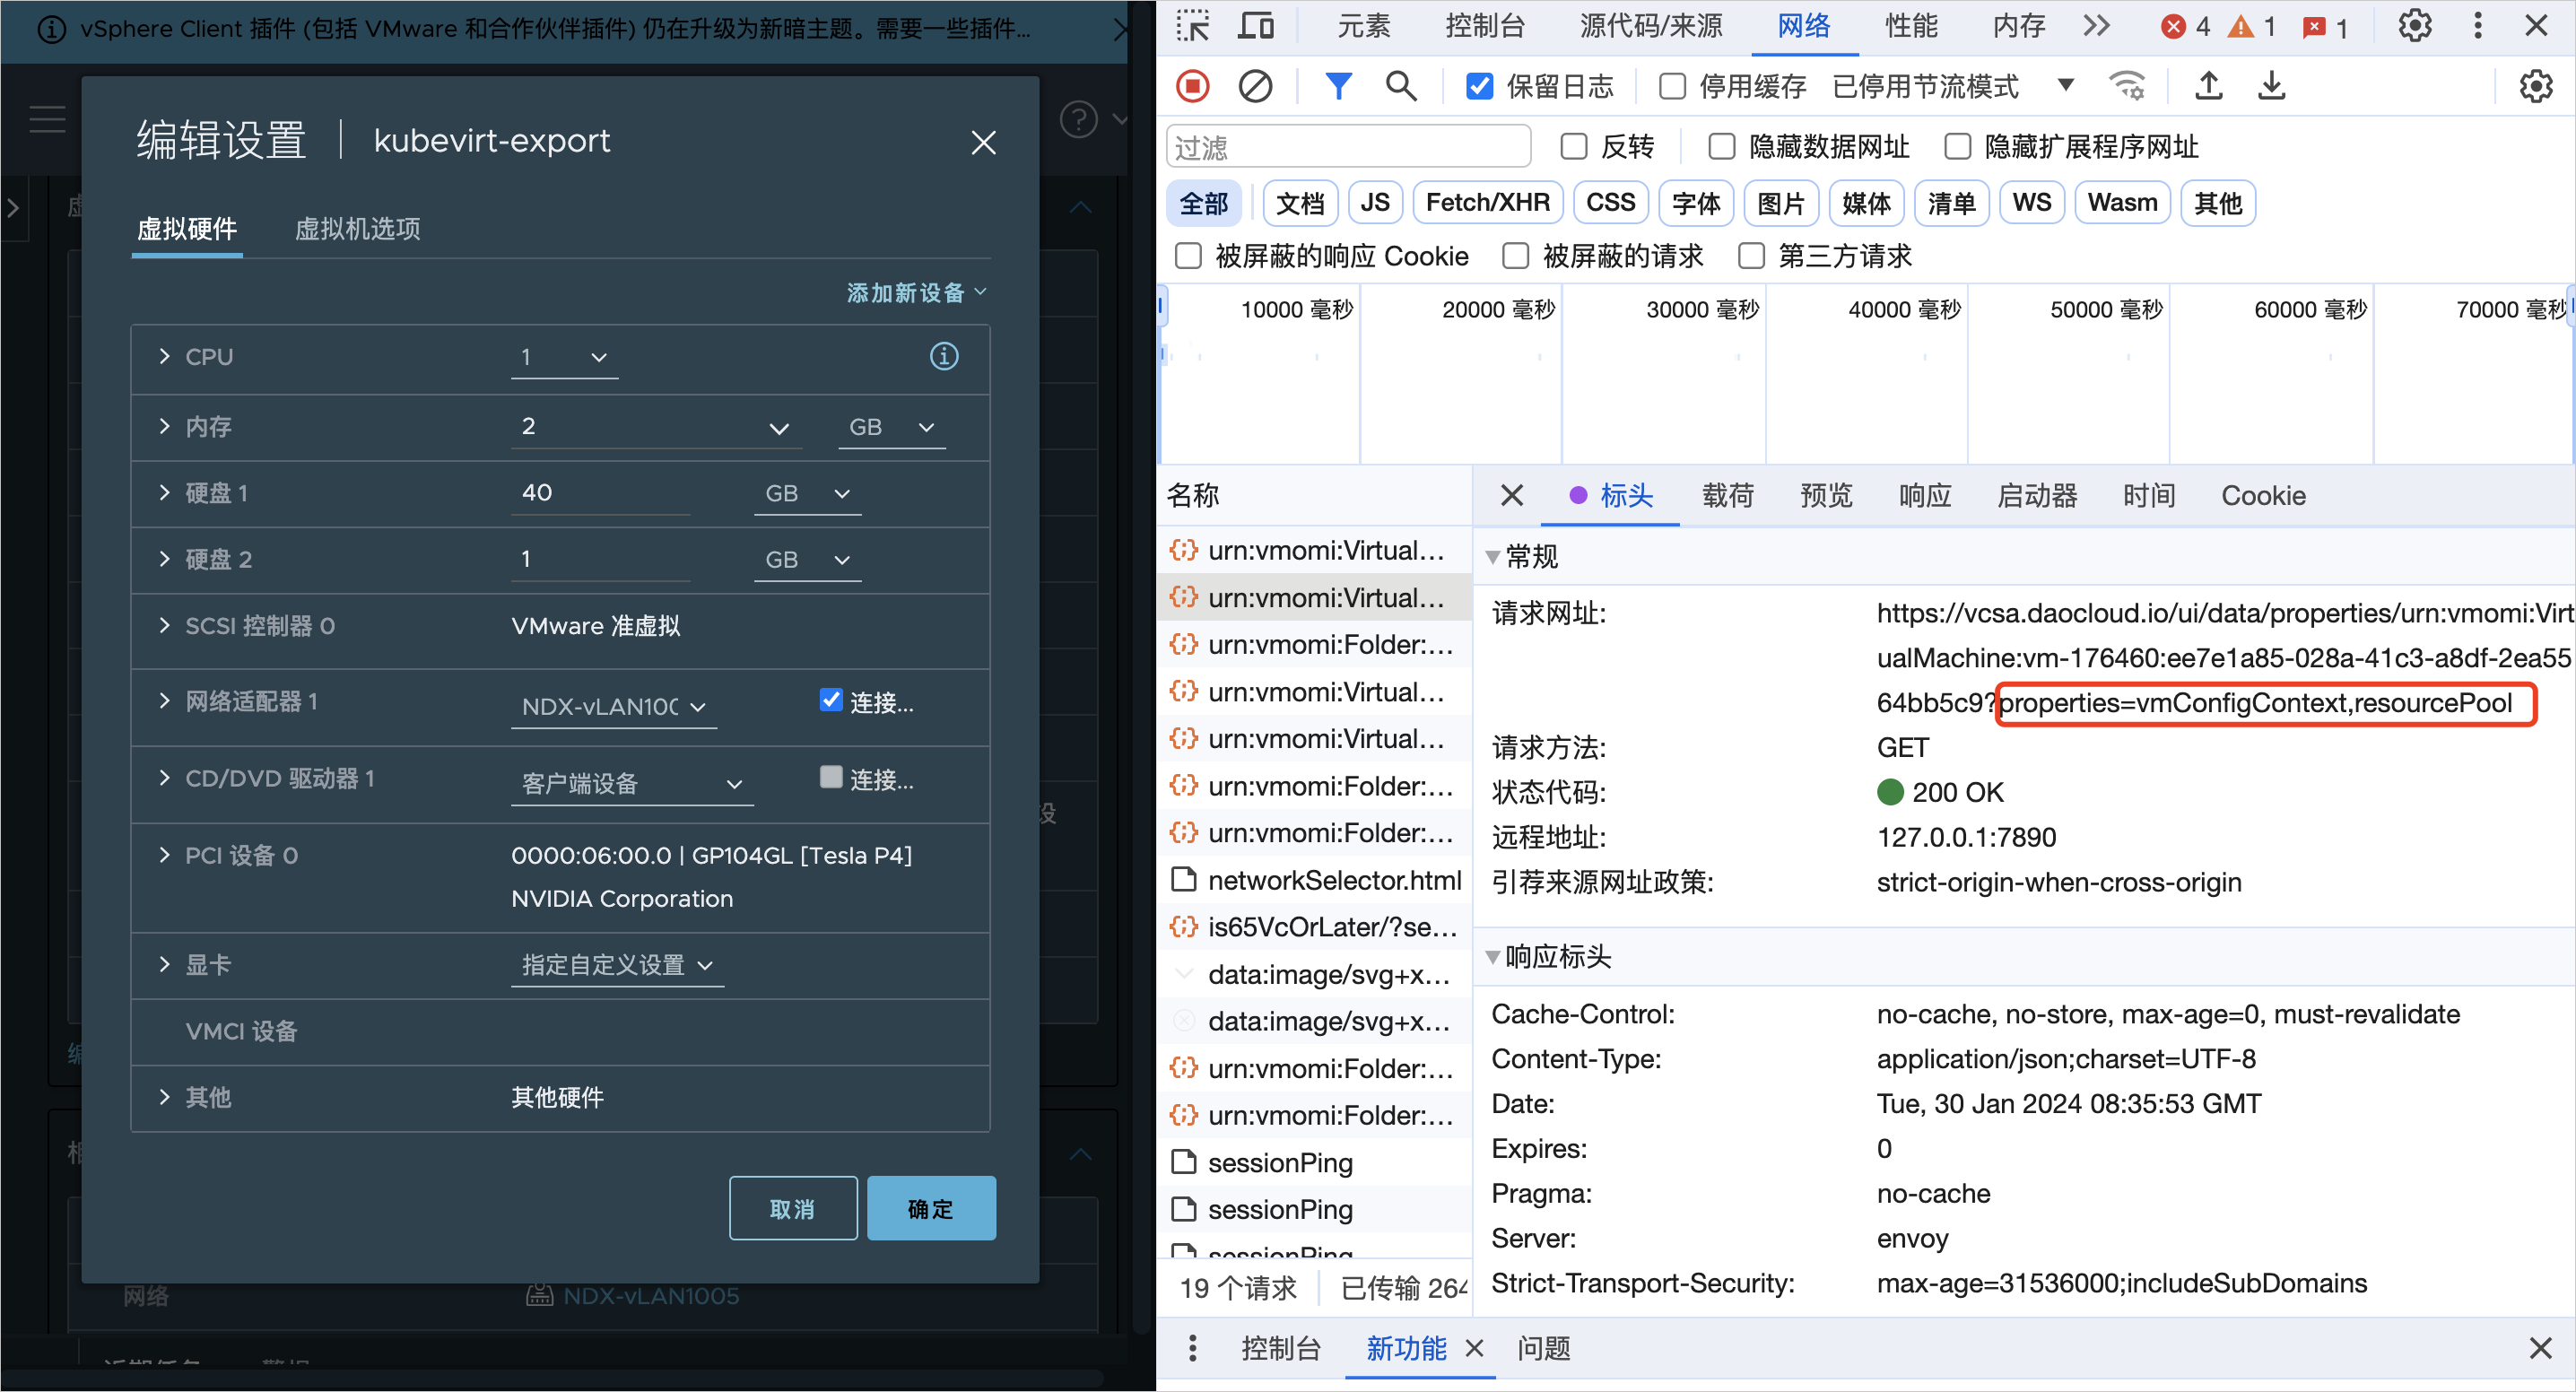 vSphere Client 插件 (包括 VMware 和合作伙伴插件) 仍在升级为新暗主题。需要一些插件...
编辑设置 | kubevirt-export
虚拟硬件 虚拟机选项
添加新设备
CPU 1
内存 2 GB
硬盘 1 40 GB
硬盘 2 1 GB
SCSI 控制器 0 VMware 准虚拟
网络适配器 1 NDX-vLAN100 连接...
CD/DVD 驱动器 1 客户端设备 连接...
PCI 设备 0 0000:06:00.0 | GP104GL [Tesla P4]
NVIDIA Corporation
显卡 指定自定义设置
VMCI 设备
其他 其他硬件
取消 确定
设
网络 NDX-vLAN1005
元素 控制台 源代码/来源 网络 性能 内存 4 1 1
保留日志 停用缓存 已停用节流模式
过滤 反转 隐藏数据网址 隐藏扩展程序网址
全部 文档 JS Fetch/XHR CSS 字体 图片 媒体 清单 WS Wasm 其他
被屏蔽的响应 Cookie 被屏蔽的请求 第三方请求
10000 毫秒 20000 毫秒 30000 毫秒 40000 毫秒 50000 毫秒 60000 毫秒 70000 毫秒
名称
urn:vmomi:Virtual...
urn:vmomi:Virtual...
urn:vmomi:Folder:...
urn:vmomi:Virtual...
urn:vmomi:Virtual...
urn:vmomi:Folder:...
urn:vmomi:Folder:...
networkSelector.html
is65VcOrLater/?se...
data:image/svg+x...
data:image/svg+x...
urn:vmomi:Folder:...
urn:vmomi:Folder:...
sessionPing
sessionPing
sessionPing
19 个请求 已传输 264
标头 载荷 预览 响应 启动器 时间 Cookie
常规
请求网址: https://vcsa.daocloud.io/ui/data/properties/urn:vmomi:Virt
ualMachine:vm-176460:ee7e1a85-028a-41c3-a8df-2ea55
64bb5c9?properties=vmConfigContext,resourcePool
请求方法: GET
状态代码: 200 OK
远程地址: 127.0.0.1:7890
引荐来源网址政策: strict-origin-when-cross-origin
响应标头
Cache-Control: no-cache, no-store, max-age=0, must-revalidate
Content-Type: application/json;charset=UTF-8
Date: Tue, 30 Jan 2024 08:35:53 GMT
Expires: 0
Pragma: no-cache
Server: envoy
Strict-Transport-Security: max-age=31536000;includeSubDomains
控制台 新功能 问题